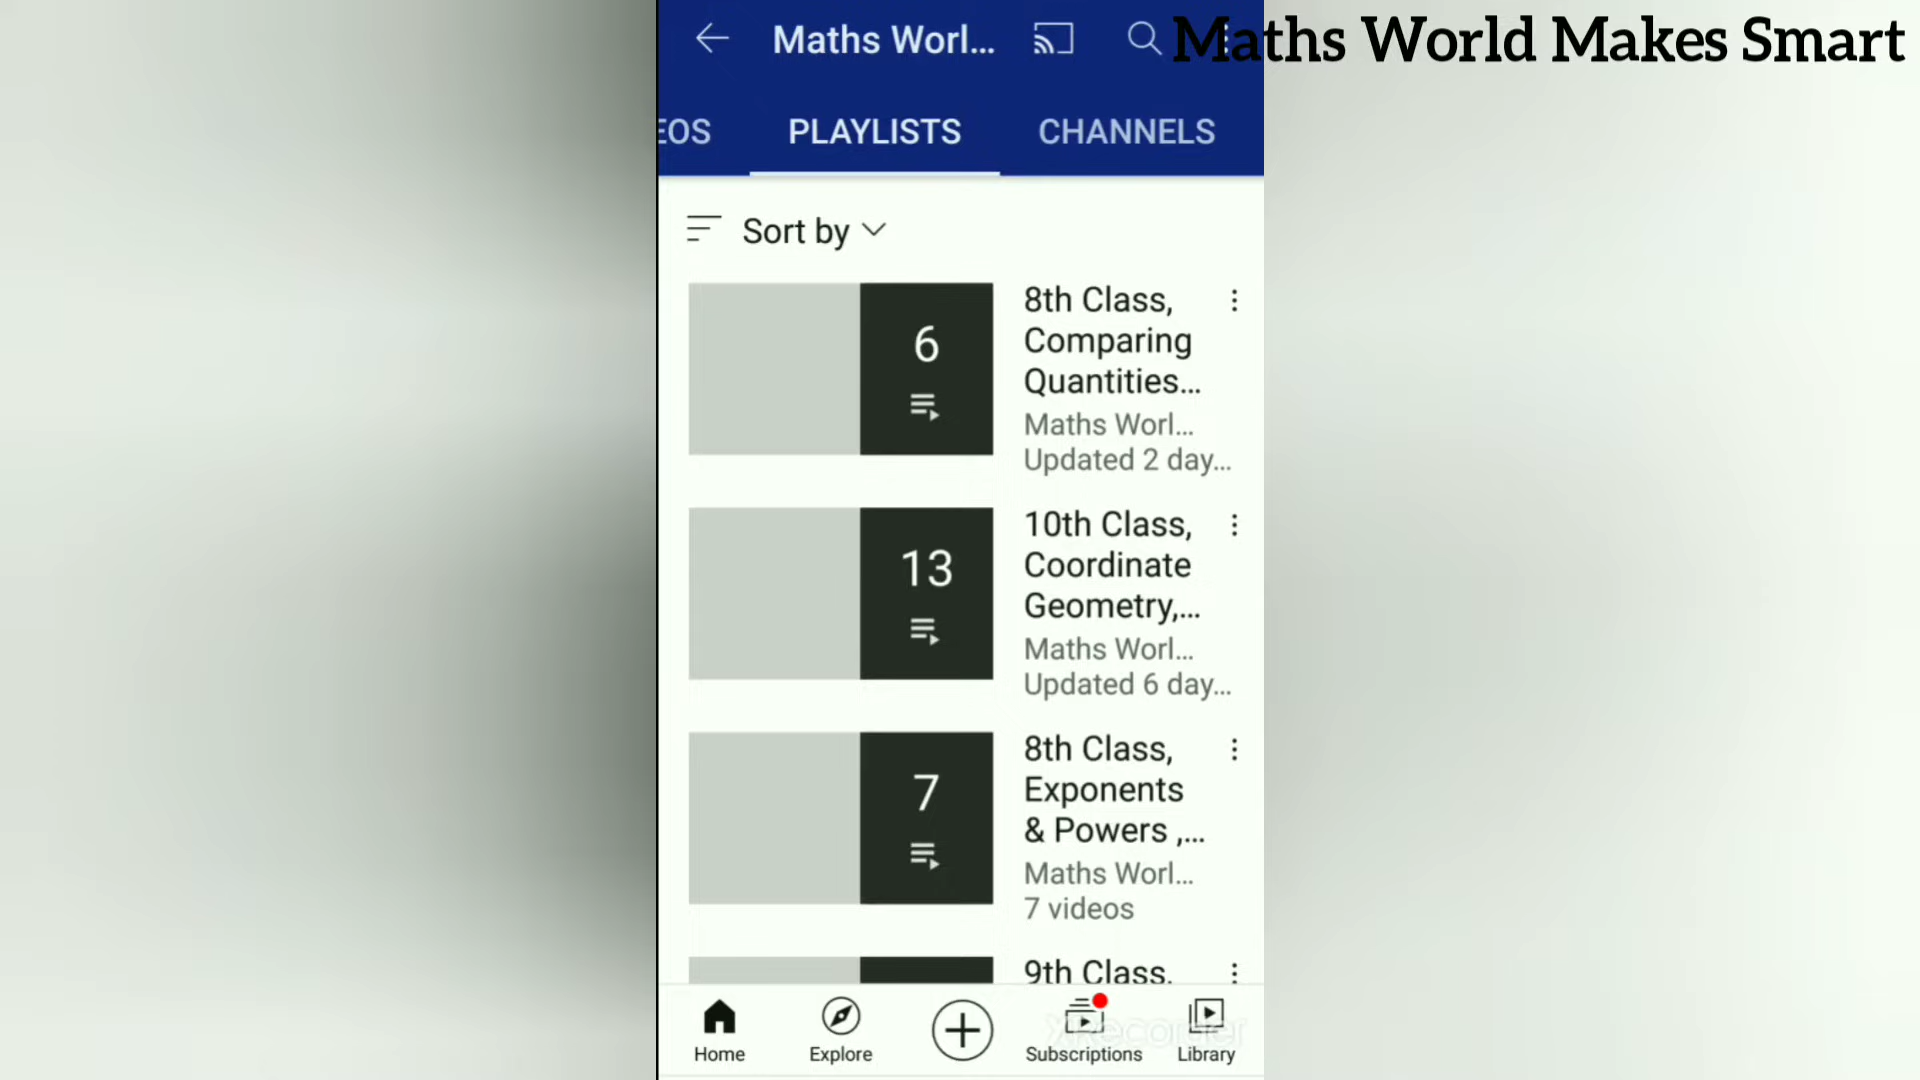 Maths Worl...
Maths World Makes Smart
EOS
PLAYLISTS
CHANNELS
Sort by
6
8th Class,
Comparing
Quantities...
Maths Worl...
Updated 2 day...
13
10th Class,
Coordinate
Geometry,...
Maths Worl...
Updated 6 day...
7
8th Class,
Exponents
& Powers ,...
Maths Worl...
7 videos
9th Class.
XRecorder
Home
Explore
Subscriptions
Library